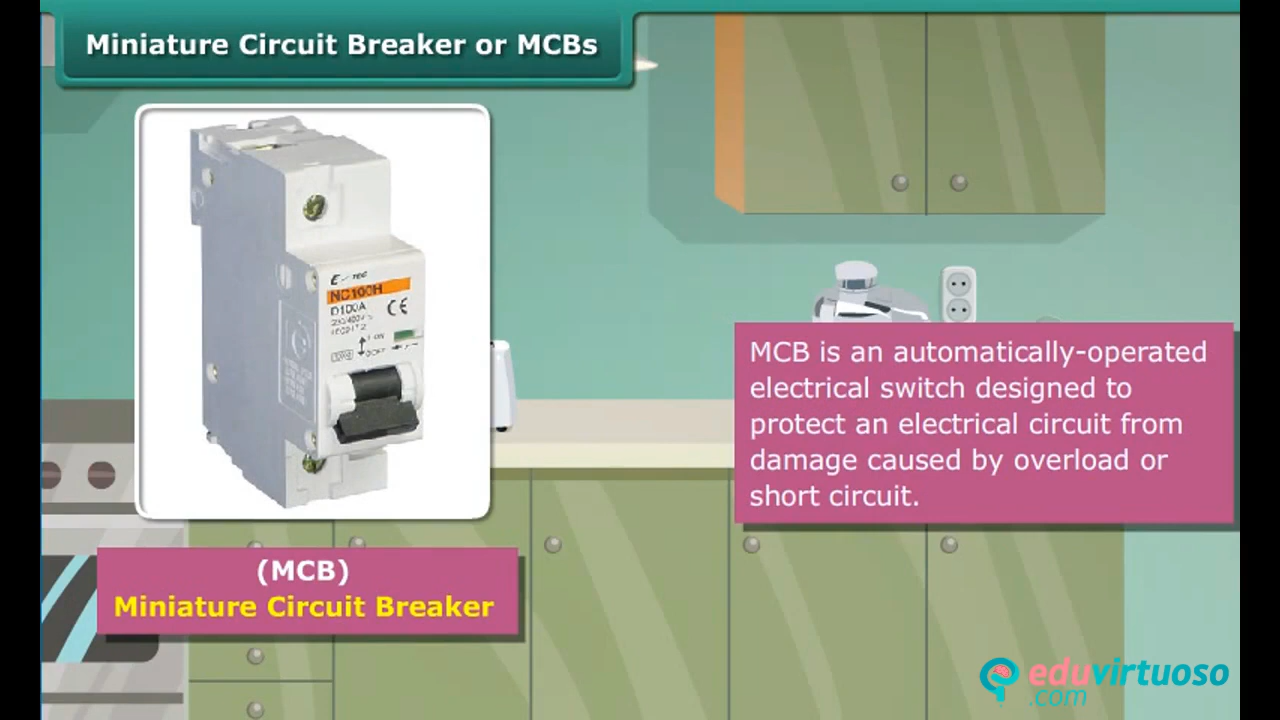 Miniature Circuit Breaker or MCBs
NC100H
D100A
CE
MCB is an automatically-operated
electrical switch designed to
protect an electrical circuit from
damage caused by overload or
short circuit.
(MCB)
Miniature Circuit Breaker
eduvirtuoso
.com